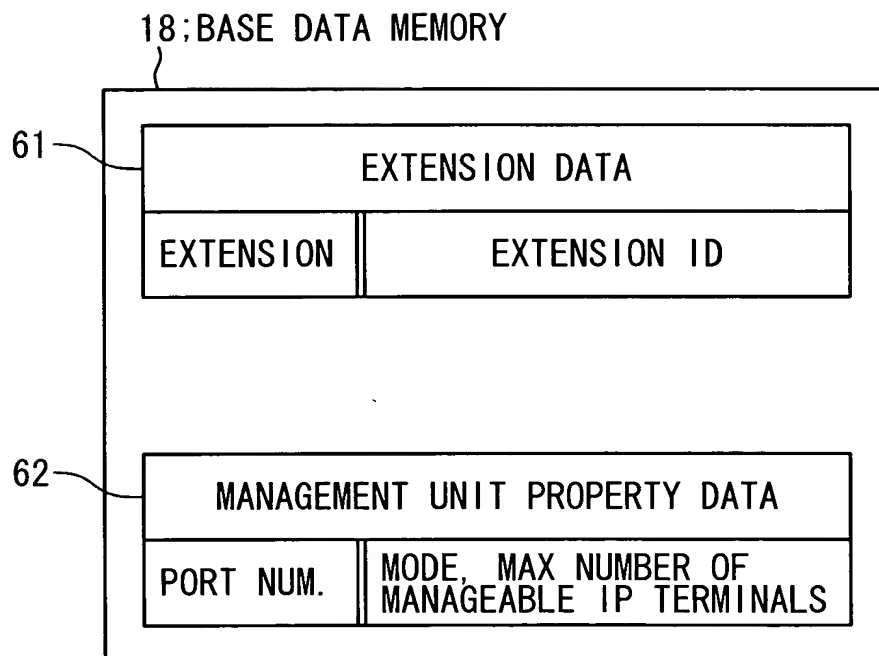 18;BASE DATA MEMORY
61
EXTENSION DATA
EXTENSION
EXTENSION ID
62
MANAGEMENT UNIT PROPERTY DATA
PORT NUM.
MODE, MAX NUMBER OF
MANAGEABLE IP TERMINALS